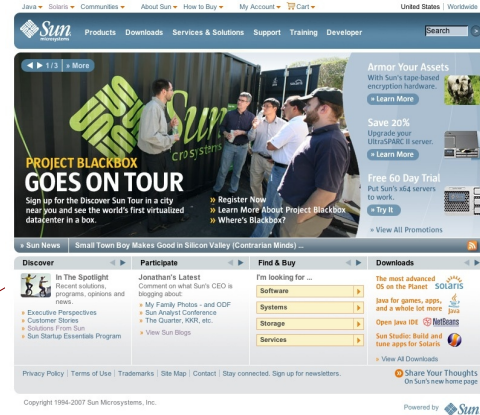 Java Solaris Communities About Sun How to Buy My Account Cart United States Worldwide
Sun microsystems
Products Downloads Services & Solutions Support Training Developer Search
1/3 » More
Sun
crosystems
PROJECT BLACKBOX
GOES ON TOUR
Sign up for the Discover Sun Tour in a city
near you and see the world's first virtualized
datacenter in a box.
» Register Now
» Learn More About Project Blackbox
» Where's Blackbox?
Armor Your Assets
With Sun's tape-based
encryption hardware.
» Learn More
Save 20%
Upgrade your
UltraSPARC II server.
» Learn More
Free 60 Day Trial
Put Sun's x64 servers
to work.
» Try It
» View All Promotions
» Sun News Small Town Boy Makes Good in Silicon Valley (Contrarian Minds) ...
Discover
In The Spotlight
Recent solutions,
programs, opinions and
news.
» Executive Perspectives
» Customer Stories
» Solutions From Sun
» Sun Startup Essentials Program
Participate
Jonathan's Latest
Comment on what Sun's CEO is
blogging about:
» My Family Photos - and ODF
» Sun Analyst Conference
» The Quarter, KKR, etc.
» View Sun Blogs
Find & Buy
I'm looking for ...
Software
Systems
Storage
Services
Downloads
The most advanced
OS on the Planet solaris
Java for games, apps,
and a whole lot more Java
Open Java IDE NetBeans
Sun Studio: Build and
tune apps for Solaris
» View All Downloads
Privacy Policy | Terms of Use | Trademarks | Site Map | Contact | Stay connected. Sign up for newsletters.
» Share Your Thoughts
On Sun's new home page
Copyright 1994-2007 Sun Microsystems, Inc.
Powered by Sun